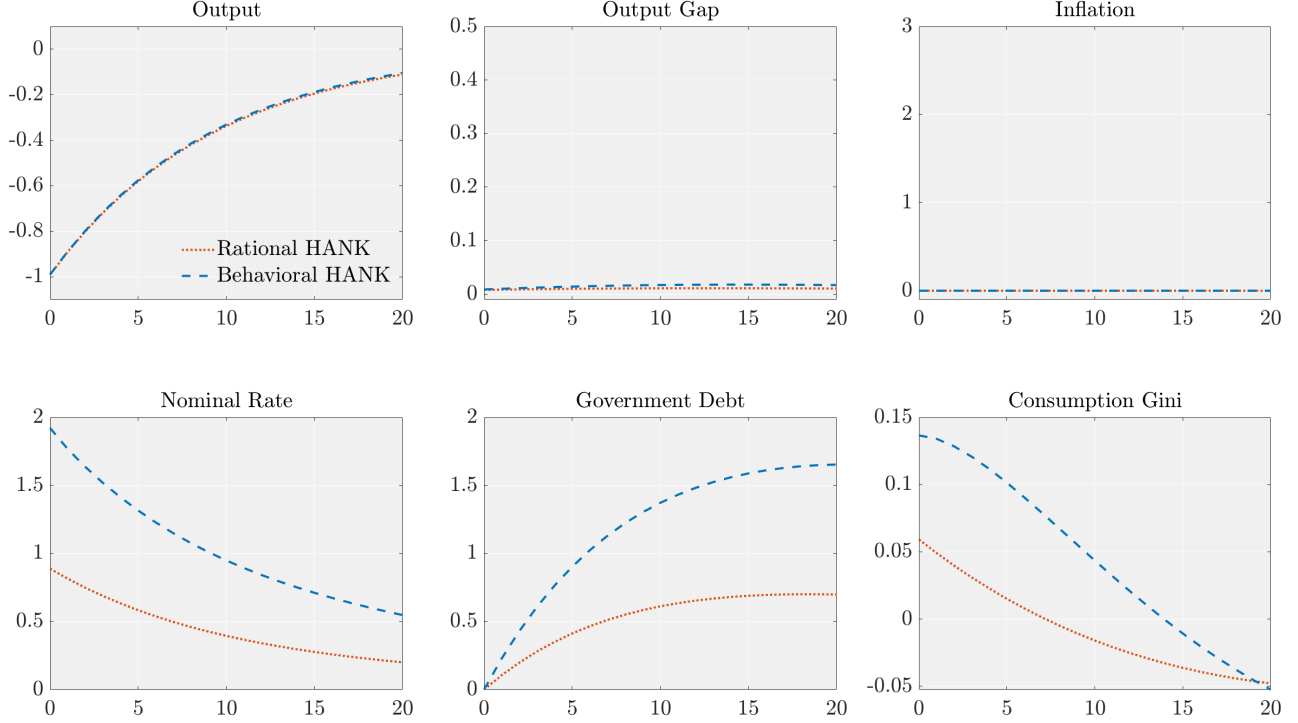 Output
0
-0.2
-0.4
-0.6
-0.8
-1
Rational HANK
Behavioral HANK
0 5 10 15 20
Output Gap
0.5
0.4
0.3
0.2
0.1
0
0 5 10 15 20
Inflation
3
2
1
0
0 5 10 15 20
Nominal Rate
2
1.5
1
0.5
0
0 5 10 15 20
Government Debt
2
1.5
1
0.5
0
0 5 10 15 20
Consumption Gini
0.15
0.1
0.05
0
-0.05
0 5 10 15 20